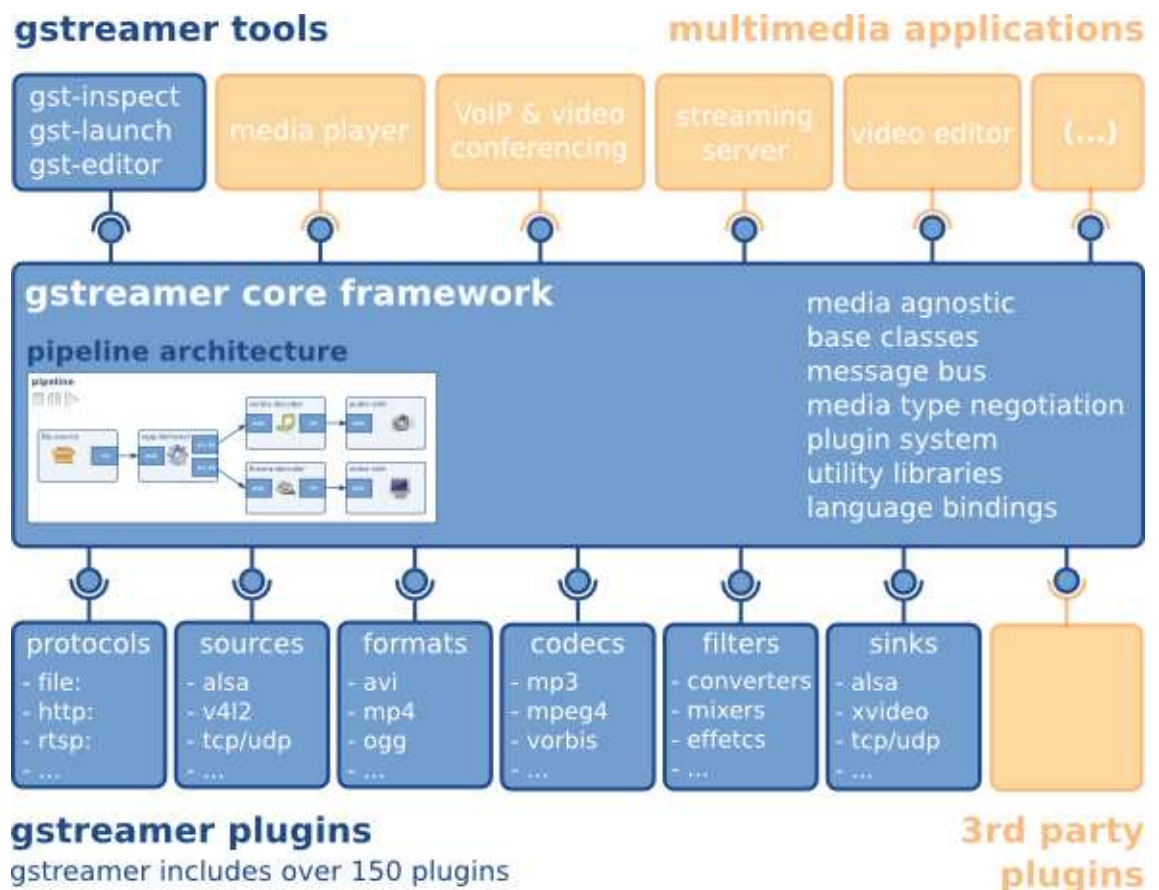 gstreamer tools
multimedia applications
gst-inspect
gst-launch
gst-editor
media player
VoIP & video
conferencing
streaming
server
video editor
(...)
gstreamer core framework
media agnostic
base classes
message bus
media type negotiation
plugin system
utility libraries
language bindings
pipeline architecture
pipeline
protocols
- file:
- http:
- rtsp:
- ...
sources
- alsa
- v4l2
- tcp/udp
- ...
formats
- avi
- mp4
- ogg
- ...
codecs
- mp3
- mpeg4
- vorbis
- ...
filters
- converters
- mixers
- effetcs
- ...
sinks
- alsa
- xvideo
- tcp/udp
- ...
gstreamer plugins
gstreamer includes over 150 plugins
3rd party
plugins